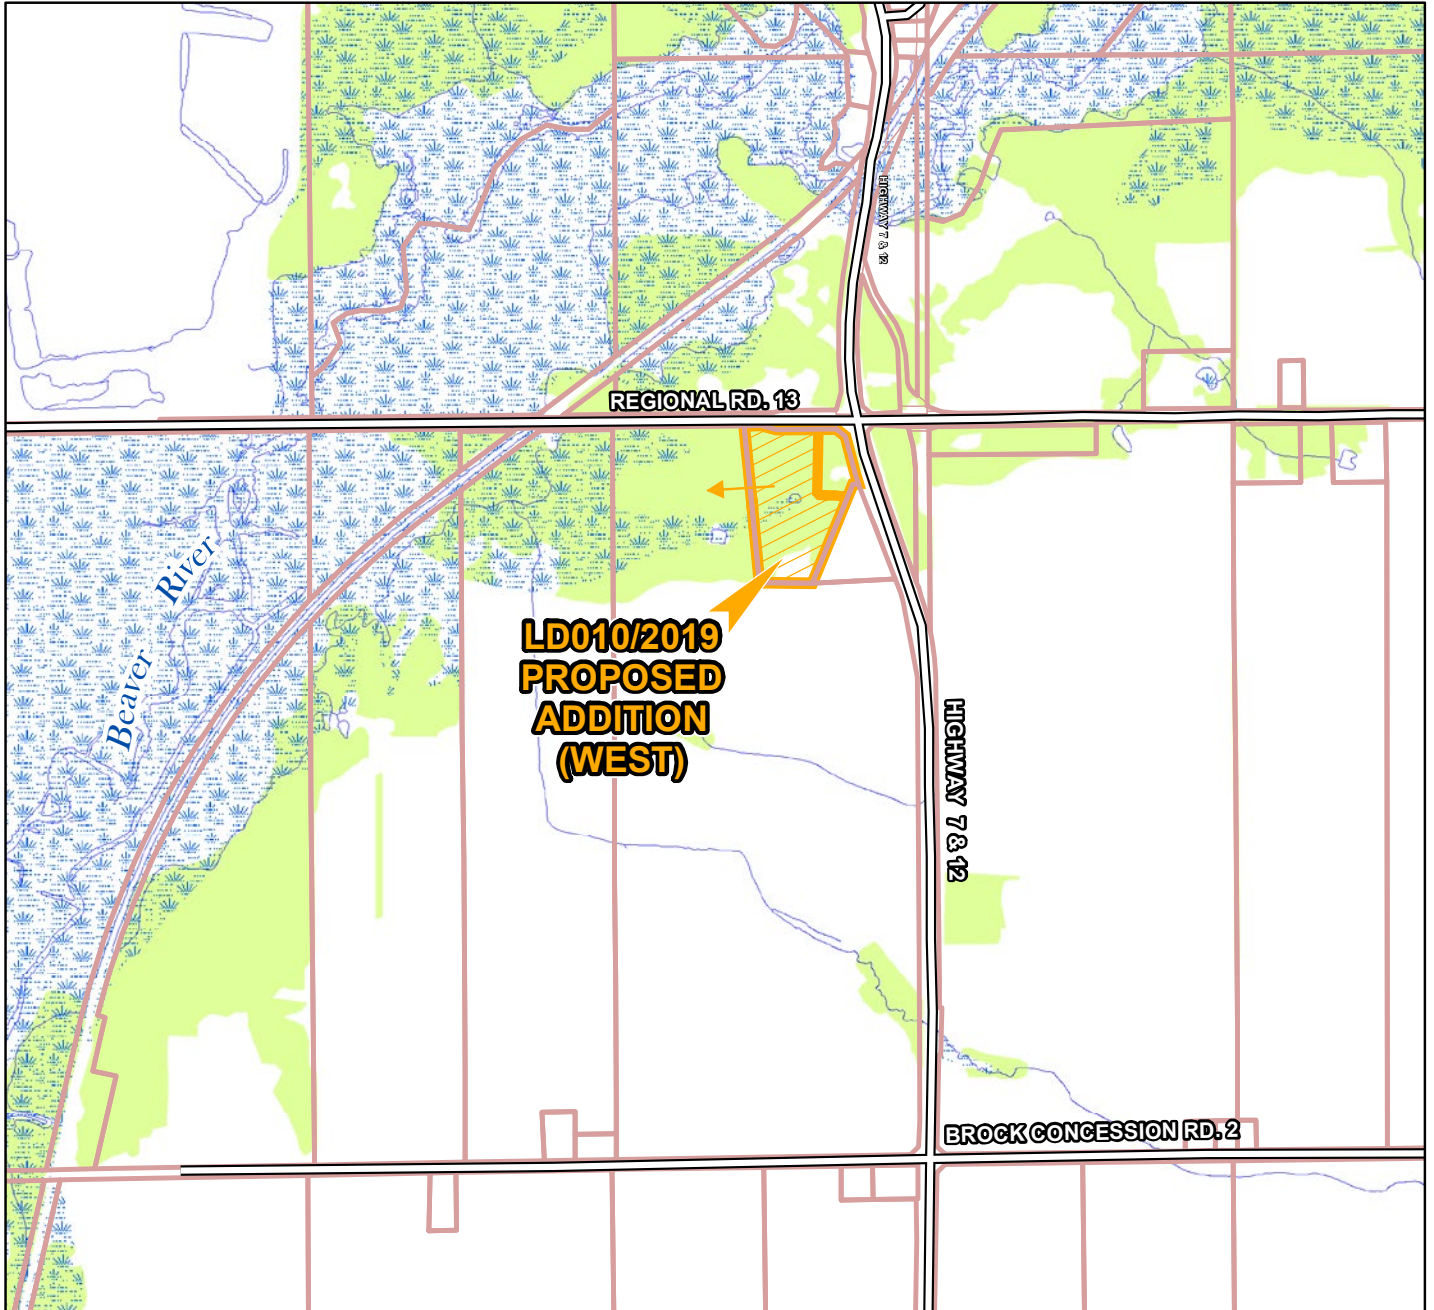 HIGHWAY 7 & 12
REGIONAL RD. 13
Beaver River
LD010/2019
PROPOSED
ADDITION
(WEST)
HIGHWAY 7 & 12
BROCK CONCESSION RD. 2